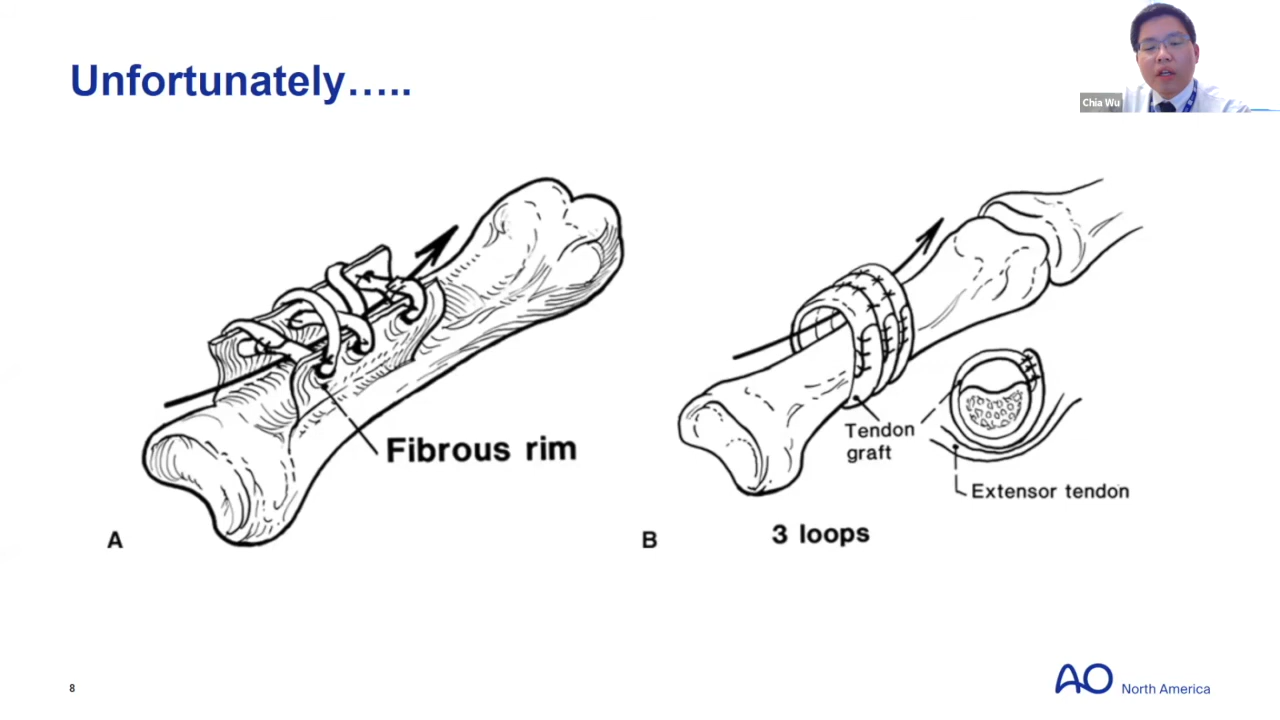 Unfortunately.....
Chia Wu
Fibrous rim
A
Tendon
graft
Extensor tendon
B
3 loops
8
AO North America